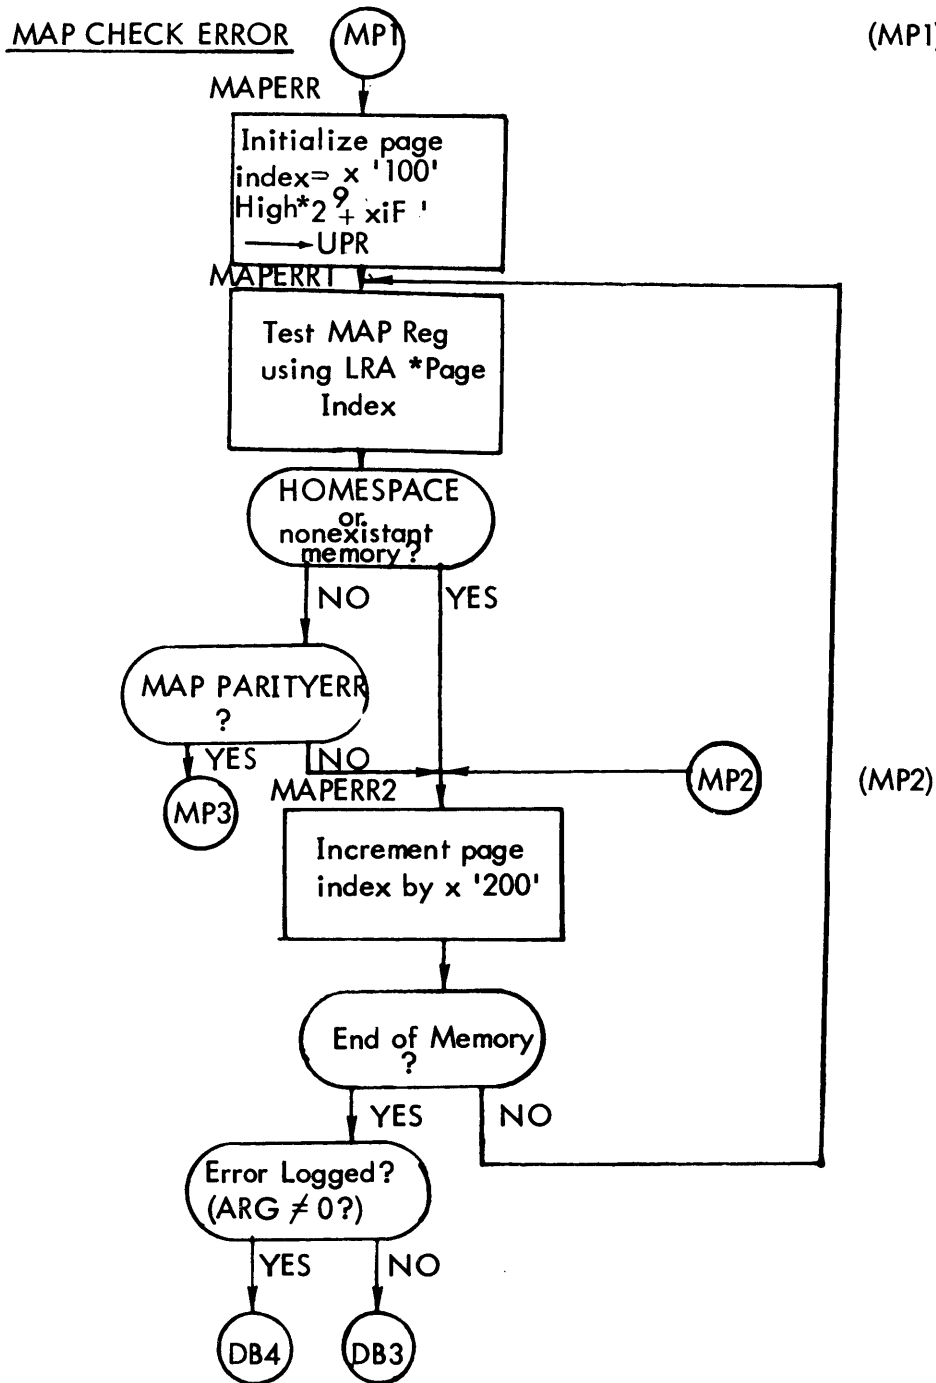 MAP CHECK ERROR
MP1
(MP1)
MAPERR
Initialize page
index= x '100'
High*2⁹+ xiF '
→ UPR
MAPERR1
Test MAP Reg
using LRA *Page
Index
HOMESPACE
or
nonexistant
memory?
NO
YES
MAP PARITYERR
?
YES
NO
MP3
MP2
(MP2)
MAPERR2
Increment page
index by x '200'
End of Memory
?
YES
NO
Error Logged?
(ARG ≠ 0?)
YES
NO
DB4
DB3